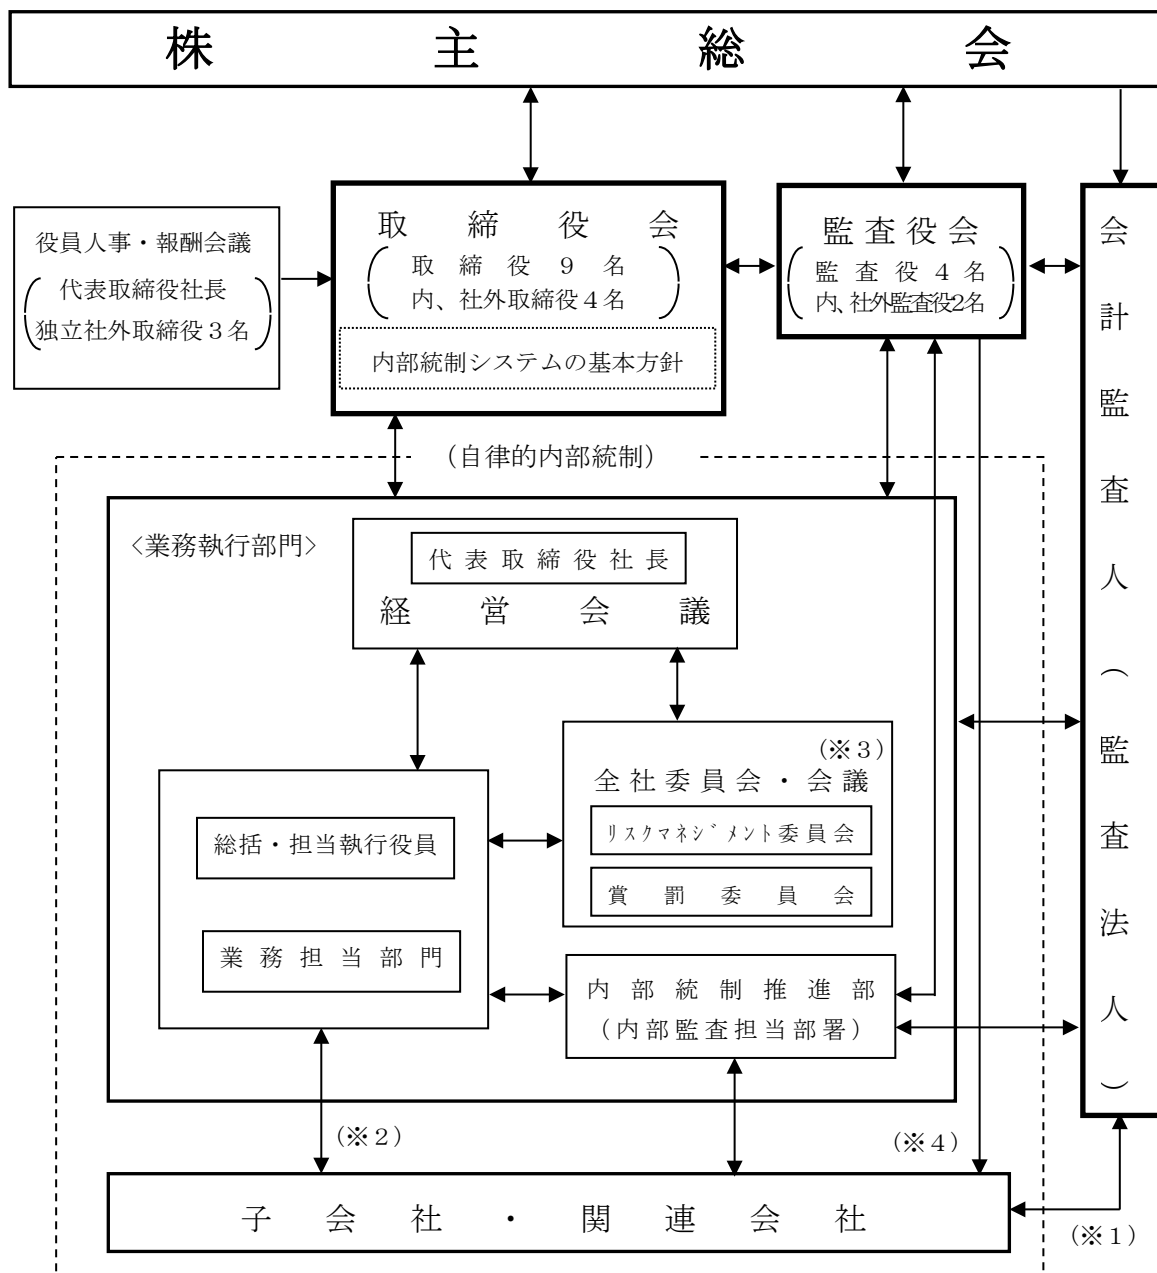 株主総会
役員人事・報酬会議
代表取締役社長
独立社外取締役3名
取締役会
取締役9名
内、社外取締役4名
内部統制システムの基本方針
監査役会
監査役4名
内、社外監査役2名
会計監査人(監査法人)
(自律的内部統制)
<業務執行部門>
代表取締役社長
経営会議
(※3)
全社委員会・会議
リスクマネジメント委員会
賞罰委員会
総括・担当執行役員
業務担当部門
内部統制推進部
(内部監査担当部署)
(※2)
(※4)
子会社・関連会社
(※1)